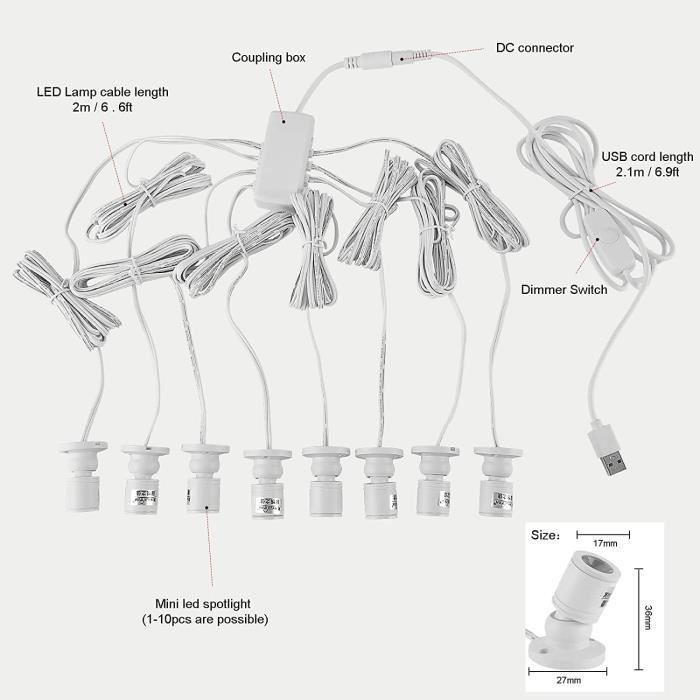 DC connector
Coupling box
LED Lamp cable length
2m / 6 . 6ft
USB cord length
2.1m / 6.9ft
Dimmer Switch
Mini led spotlight
(1-10pcs are possible)
Size:
17mm
36mm
27mm